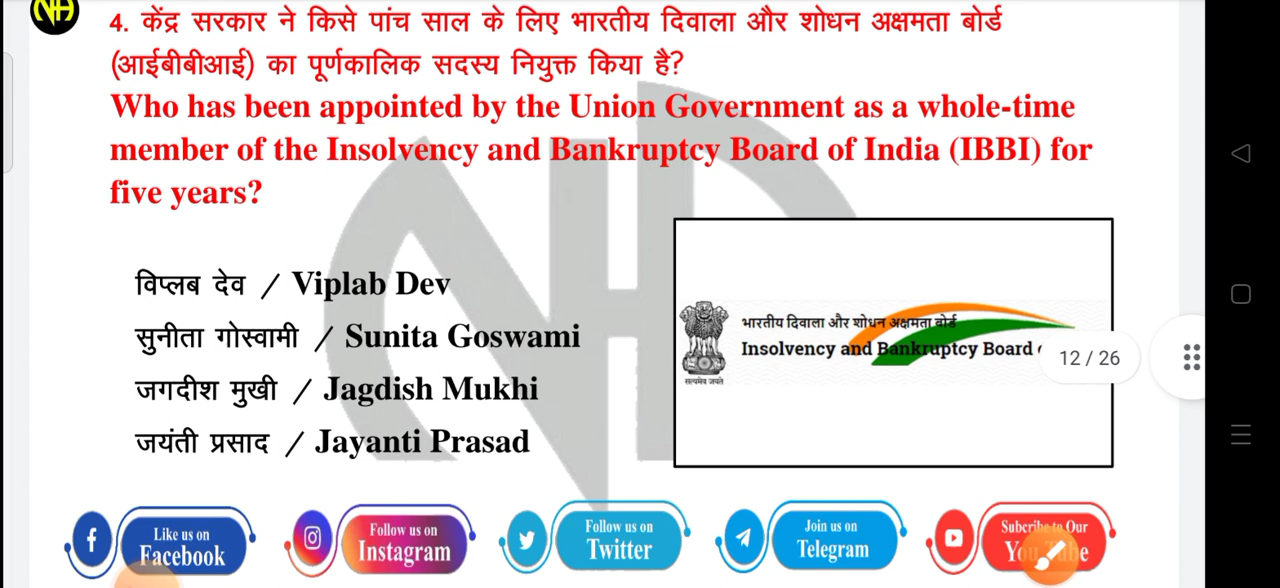 NH
4. केंद्र सरकार ने किसे पांच साल के लिए भारतीय दिवाला और शोधन अक्षमता बोर्ड
(आईबीबीआई) का पूर्णकालिक सदस्य नियुक्त किया है?
Who has been appointed by the Union Government as a whole-time
member of the Insolvency and Bankruptcy Board of India (IBBI) for
five years?
विप्लब देव / Viplab Dev
सुनीता गोस्वामी / Sunita Goswami
जगदीश मुखी / Jagdish Mukhi
जयंती प्रसाद / Jayanti Prasad
भारतीय दिवाला और शोधन अक्षमता बोर्ड
Insolvency and Bankruptcy Board
सत्यमेव जयते
12 / 26
Like us on
Facebook
Follow us on
Instagram
Follow us on
Twitter
Join us on
Telegram
Subcribe to Our